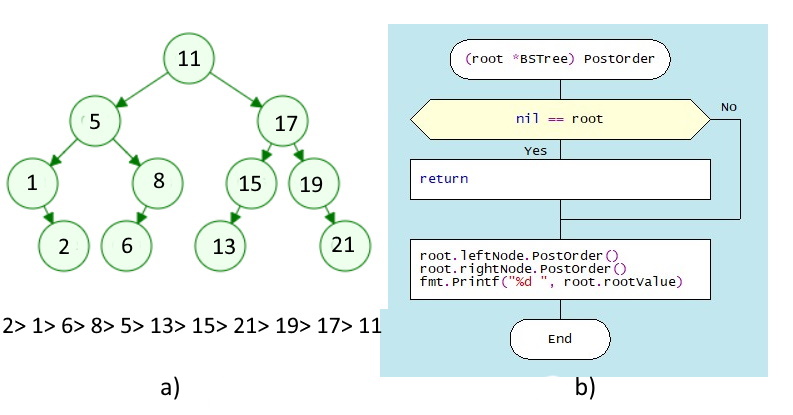 11
5
17
1
8
15
19
2
6
13
21
2> 1> 6> 8> 5> 13> 15> 21> 19> 17> 11
a)
(root *BSTree) PostOrder
nil == root
No
Yes
return
root.leftNode.PostOrder()
root.rightNode.PostOrder()
fmt.Printf("%d ", root.rootValue)
End
b)